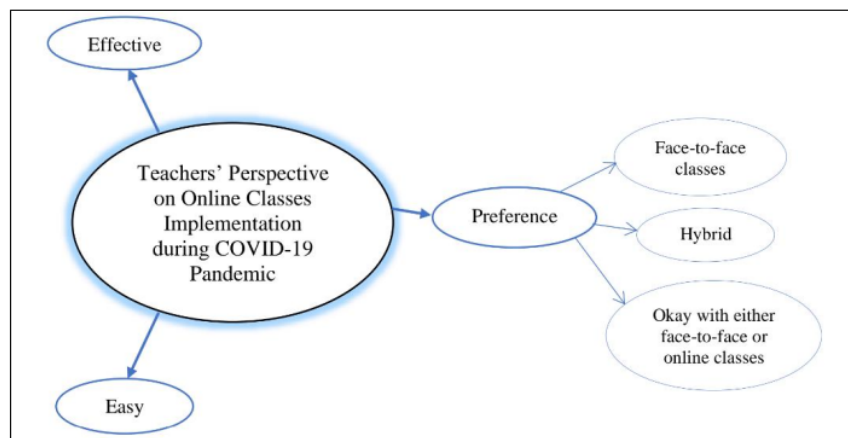 Effective
Teachers’ Perspective
on Online Classes
Implementation
during COVID-19
Pandemic
Preference
Face-to-face
classes
Hybrid
Okay with either
face-to-face or
online classes
Easy